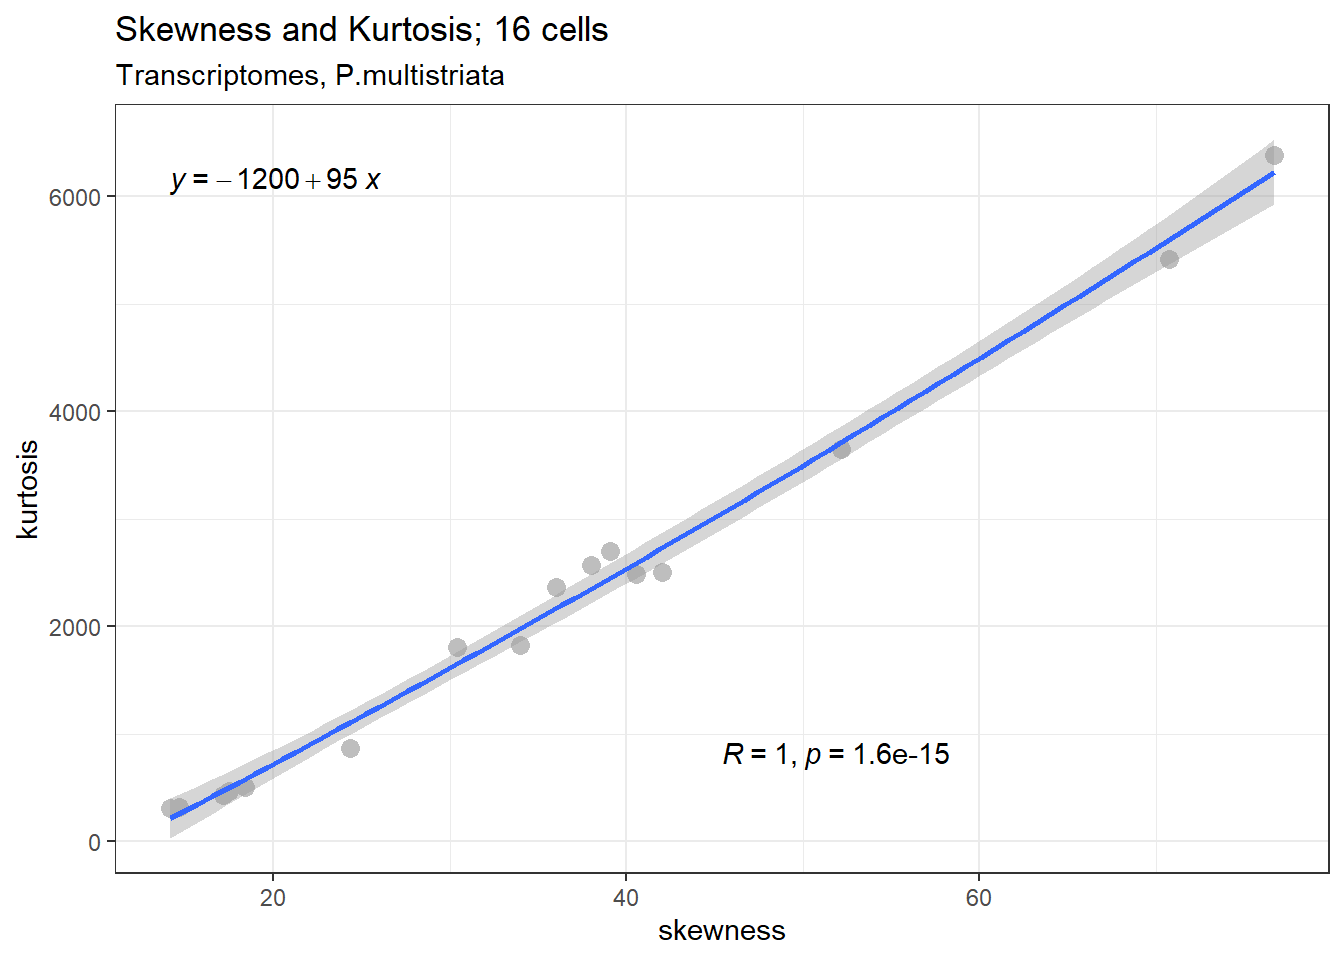 Skewness and Kurtosis; 16 cells
Transcriptomes, P.multistriata
y = − 1200 + 95 x
6000
4000
kurtosis
2000
R = 1, p = 1.6e-15
0
20 40 60
skewness